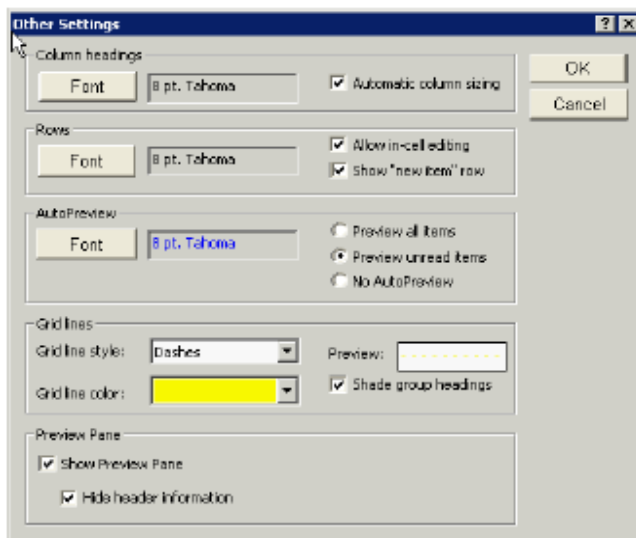 Other Settings
Column headings
Font
8 pt. Tahoma
Automatic column sizing
OK
Cancel
Rows
Font
8 pt. Tahoma
Allow in-cell editing
Show "new item" row
AutoPreview
Font
8 pt. Tahoma
Preview all items
Preview unread items
No AutoPreview
Grid lines
Grid line style:
Dashes
Preview:
Grid line color:
Shade group headings
Preview Pane
Show Preview Pane
Hide header information